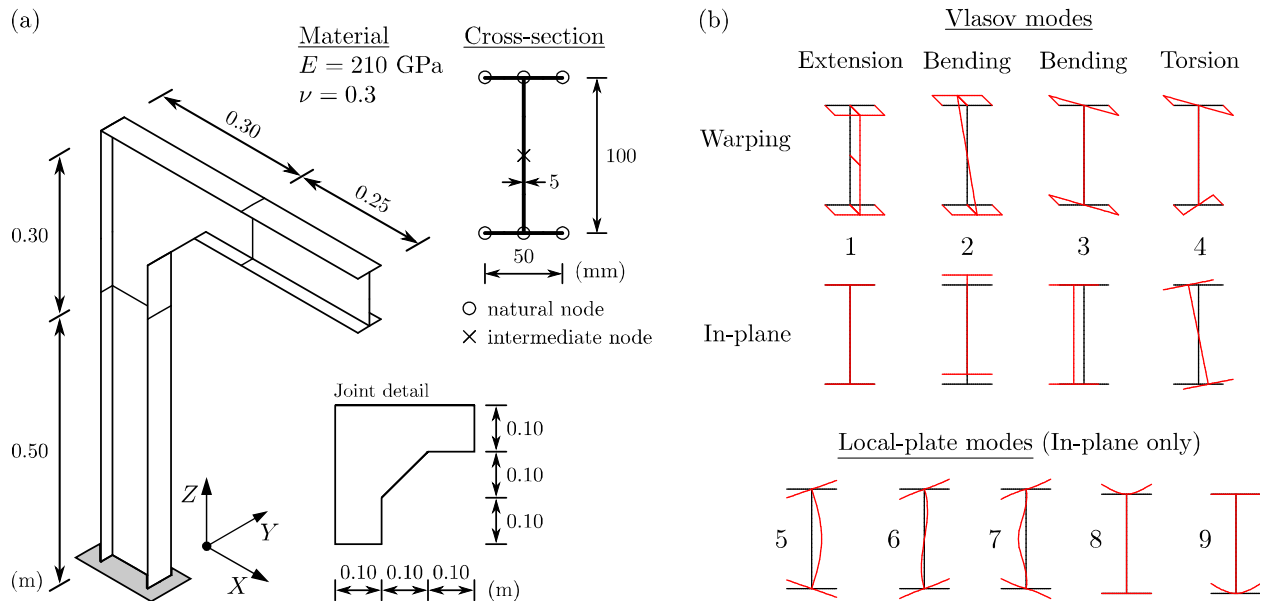 (a)
Material
E = 210 GPa
ν = 0.3
Cross-section
0.30
0.25
0.30
0.50
(m)
100
5
50
(mm)
natural node
intermediate node
Joint detail
0.10
0.10
0.10
0.10 0.10 0.10 (m)
Z
Y
X
(b)
Vlasov modes
Extension Bending Bending Torsion
Warping
1 2 3 4
In-plane
Local-plate modes (In-plane only)
5 6 7 8 9